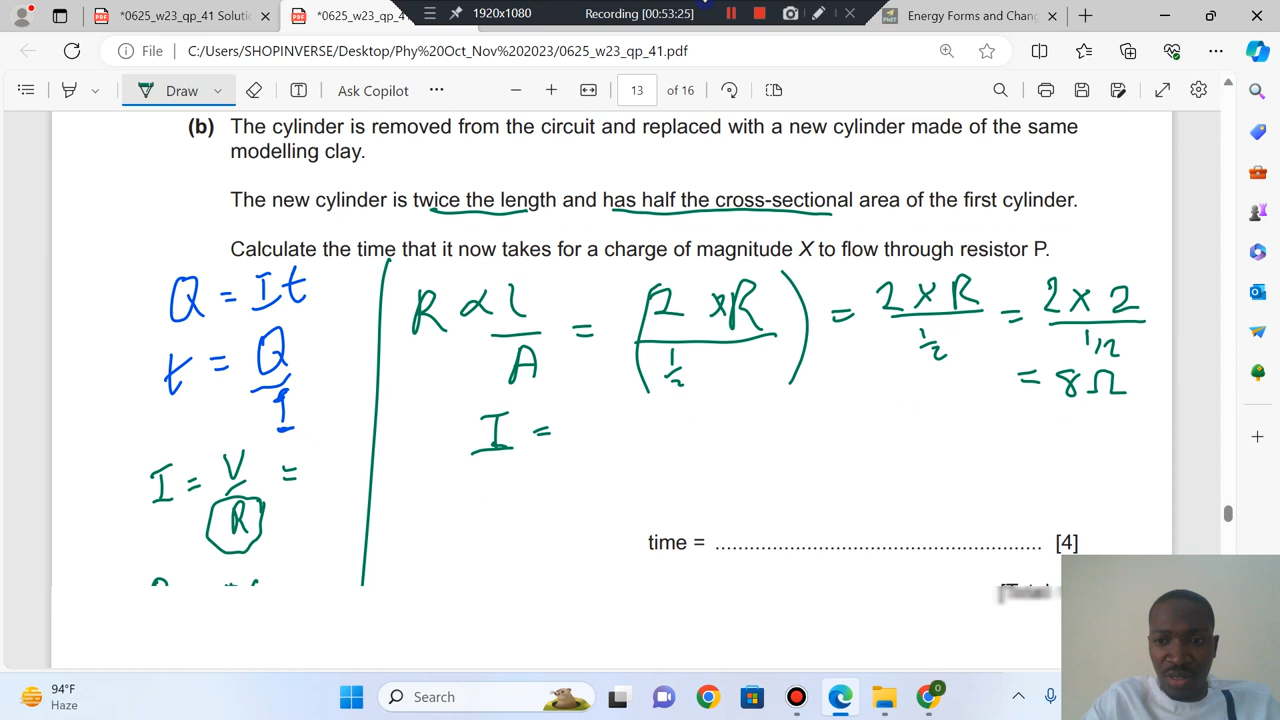 *0625_w23_qp_41 Soluti
*0625_w23_qp_41
1920x1080
Recording [00:53:25]
Energy Forms and Chang
File
C:/Users/SHOPINVERSE/Desktop/Phy%20Oct_Nov%202023/0625_w23_qp_41.pdf
Draw
Ask Copilot
13
of 16
(b) The cylinder is removed from the circuit and replaced with a new cylinder made of the same
modelling clay.
The new cylinder is twice the length and has half the cross-sectional area of the first cylinder.
Calculate the time that it now takes for a charge of magnitude X to flow through resistor P.
Q = It
t = Q/I
I = V/R =
R ∝ l/A = (2 × R / 1/2) = 2 × R / 1/2 = 2 × 2 / 1/2
= 8Ω
I =
time = ...................................................... [4]
[Total:
94°F
Haze
Search